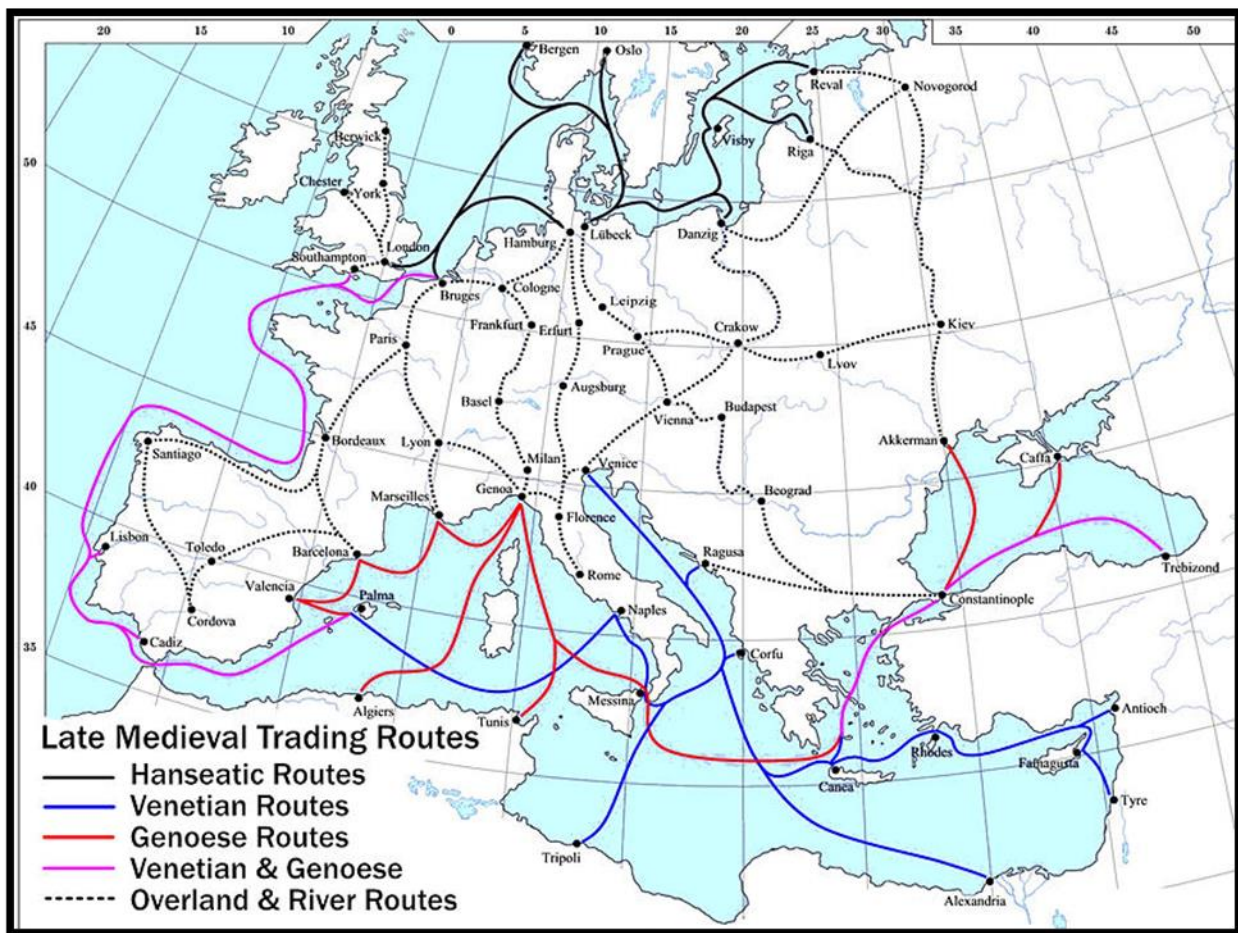 20
15
10
5
0
5
10
15
20
25
30
35
40
45
50
Bergen
Oslo
Reval
Novogorod
Berwick
Visby
Riga
50
Chester
York
London
Southampton
Hamburg
Lübeck
Danzig
Bruges
Cologne
Leipzig
45
Frankfurt
Erfurt
Paris
Prague
Crakow
Kiev
Lvov
Augsburg
Basel
Vienna
Budapest
Bordeaux
Lyon
Akkerman
Santiago
Milan
Venice
Caffa
40
Genoa
Marseilles
Beograd
Florence
Lisbon
Toledo
Barcelona
Ragusa
Trebizond
Valencia
Palma
Rome
Constantinople
Cordova
Naples
35
Cadiz
Corfu
Messina
Algiers
Tunis
Antioch
Rhodes
Famagusta
Canea
Tyre
Tripoli
Alexandria
Late Medieval Trading Routes
Hanseatic Routes
Venetian Routes
Genoese Routes
Venetian & Genoese
Overland & River Routes